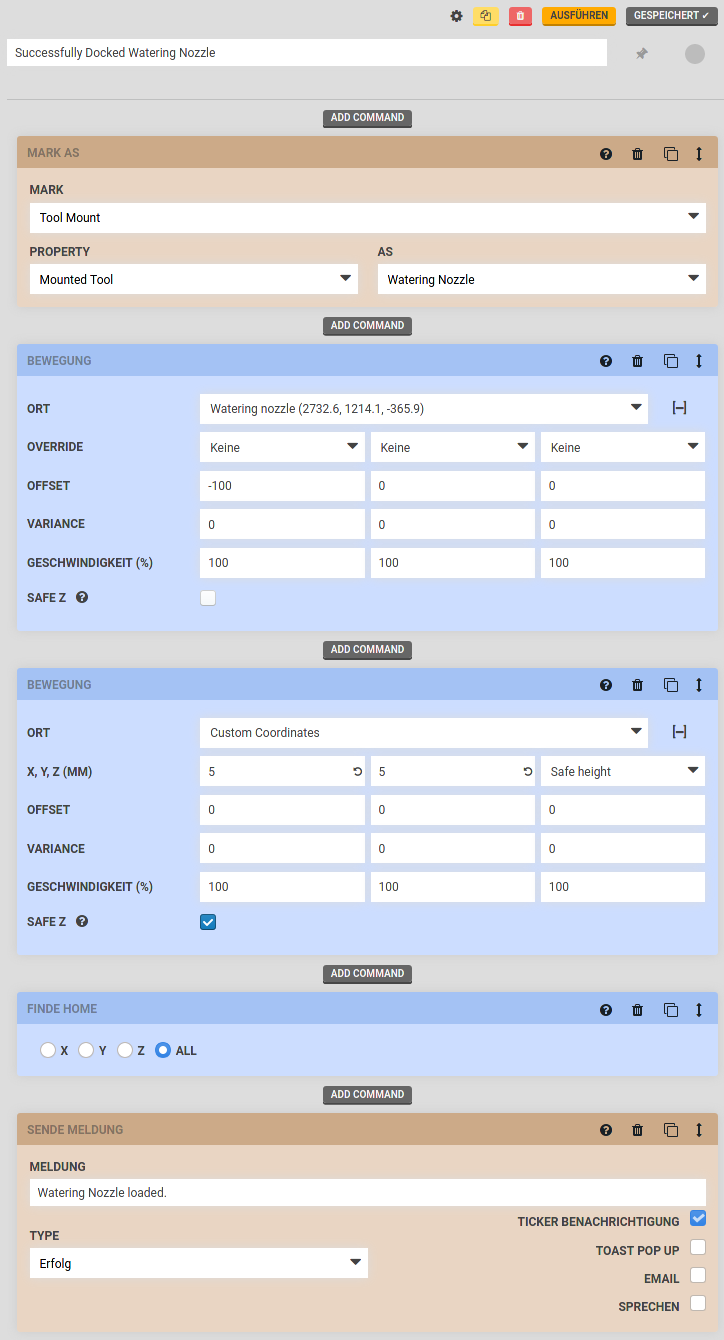 AUSFÜHREN GESPEICHERT ✓
Successfully Docked Watering Nozzle
ADD COMMAND
MARK AS
MARK
Tool Mount
PROPERTY AS
Mounted Tool Watering Nozzle
ADD COMMAND
BEWEGUNG
ORT Watering nozzle (2732.6, 1214.1, -365.9)
OVERRIDE Keine Keine Keine
OFFSET -100 0 0
VARIANCE 0 0 0
GESCHWINDIGKEIT (%) 100 100 100
SAFE Z
ADD COMMAND
BEWEGUNG
ORT Custom Coordinates
X, Y, Z (MM) 5 5 Safe height
OFFSET 0 0 0
VARIANCE 0 0 0
GESCHWINDIGKEIT (%) 100 100 100
SAFE Z
ADD COMMAND
FINDE HOME
X Y Z ALL
ADD COMMAND
SENDE MELDUNG
MELDUNG
Watering Nozzle loaded.
TICKER BENACHRICHTIGUNG
TYPE
Erfolg
TOAST POP UP
EMAIL
SPRECHEN